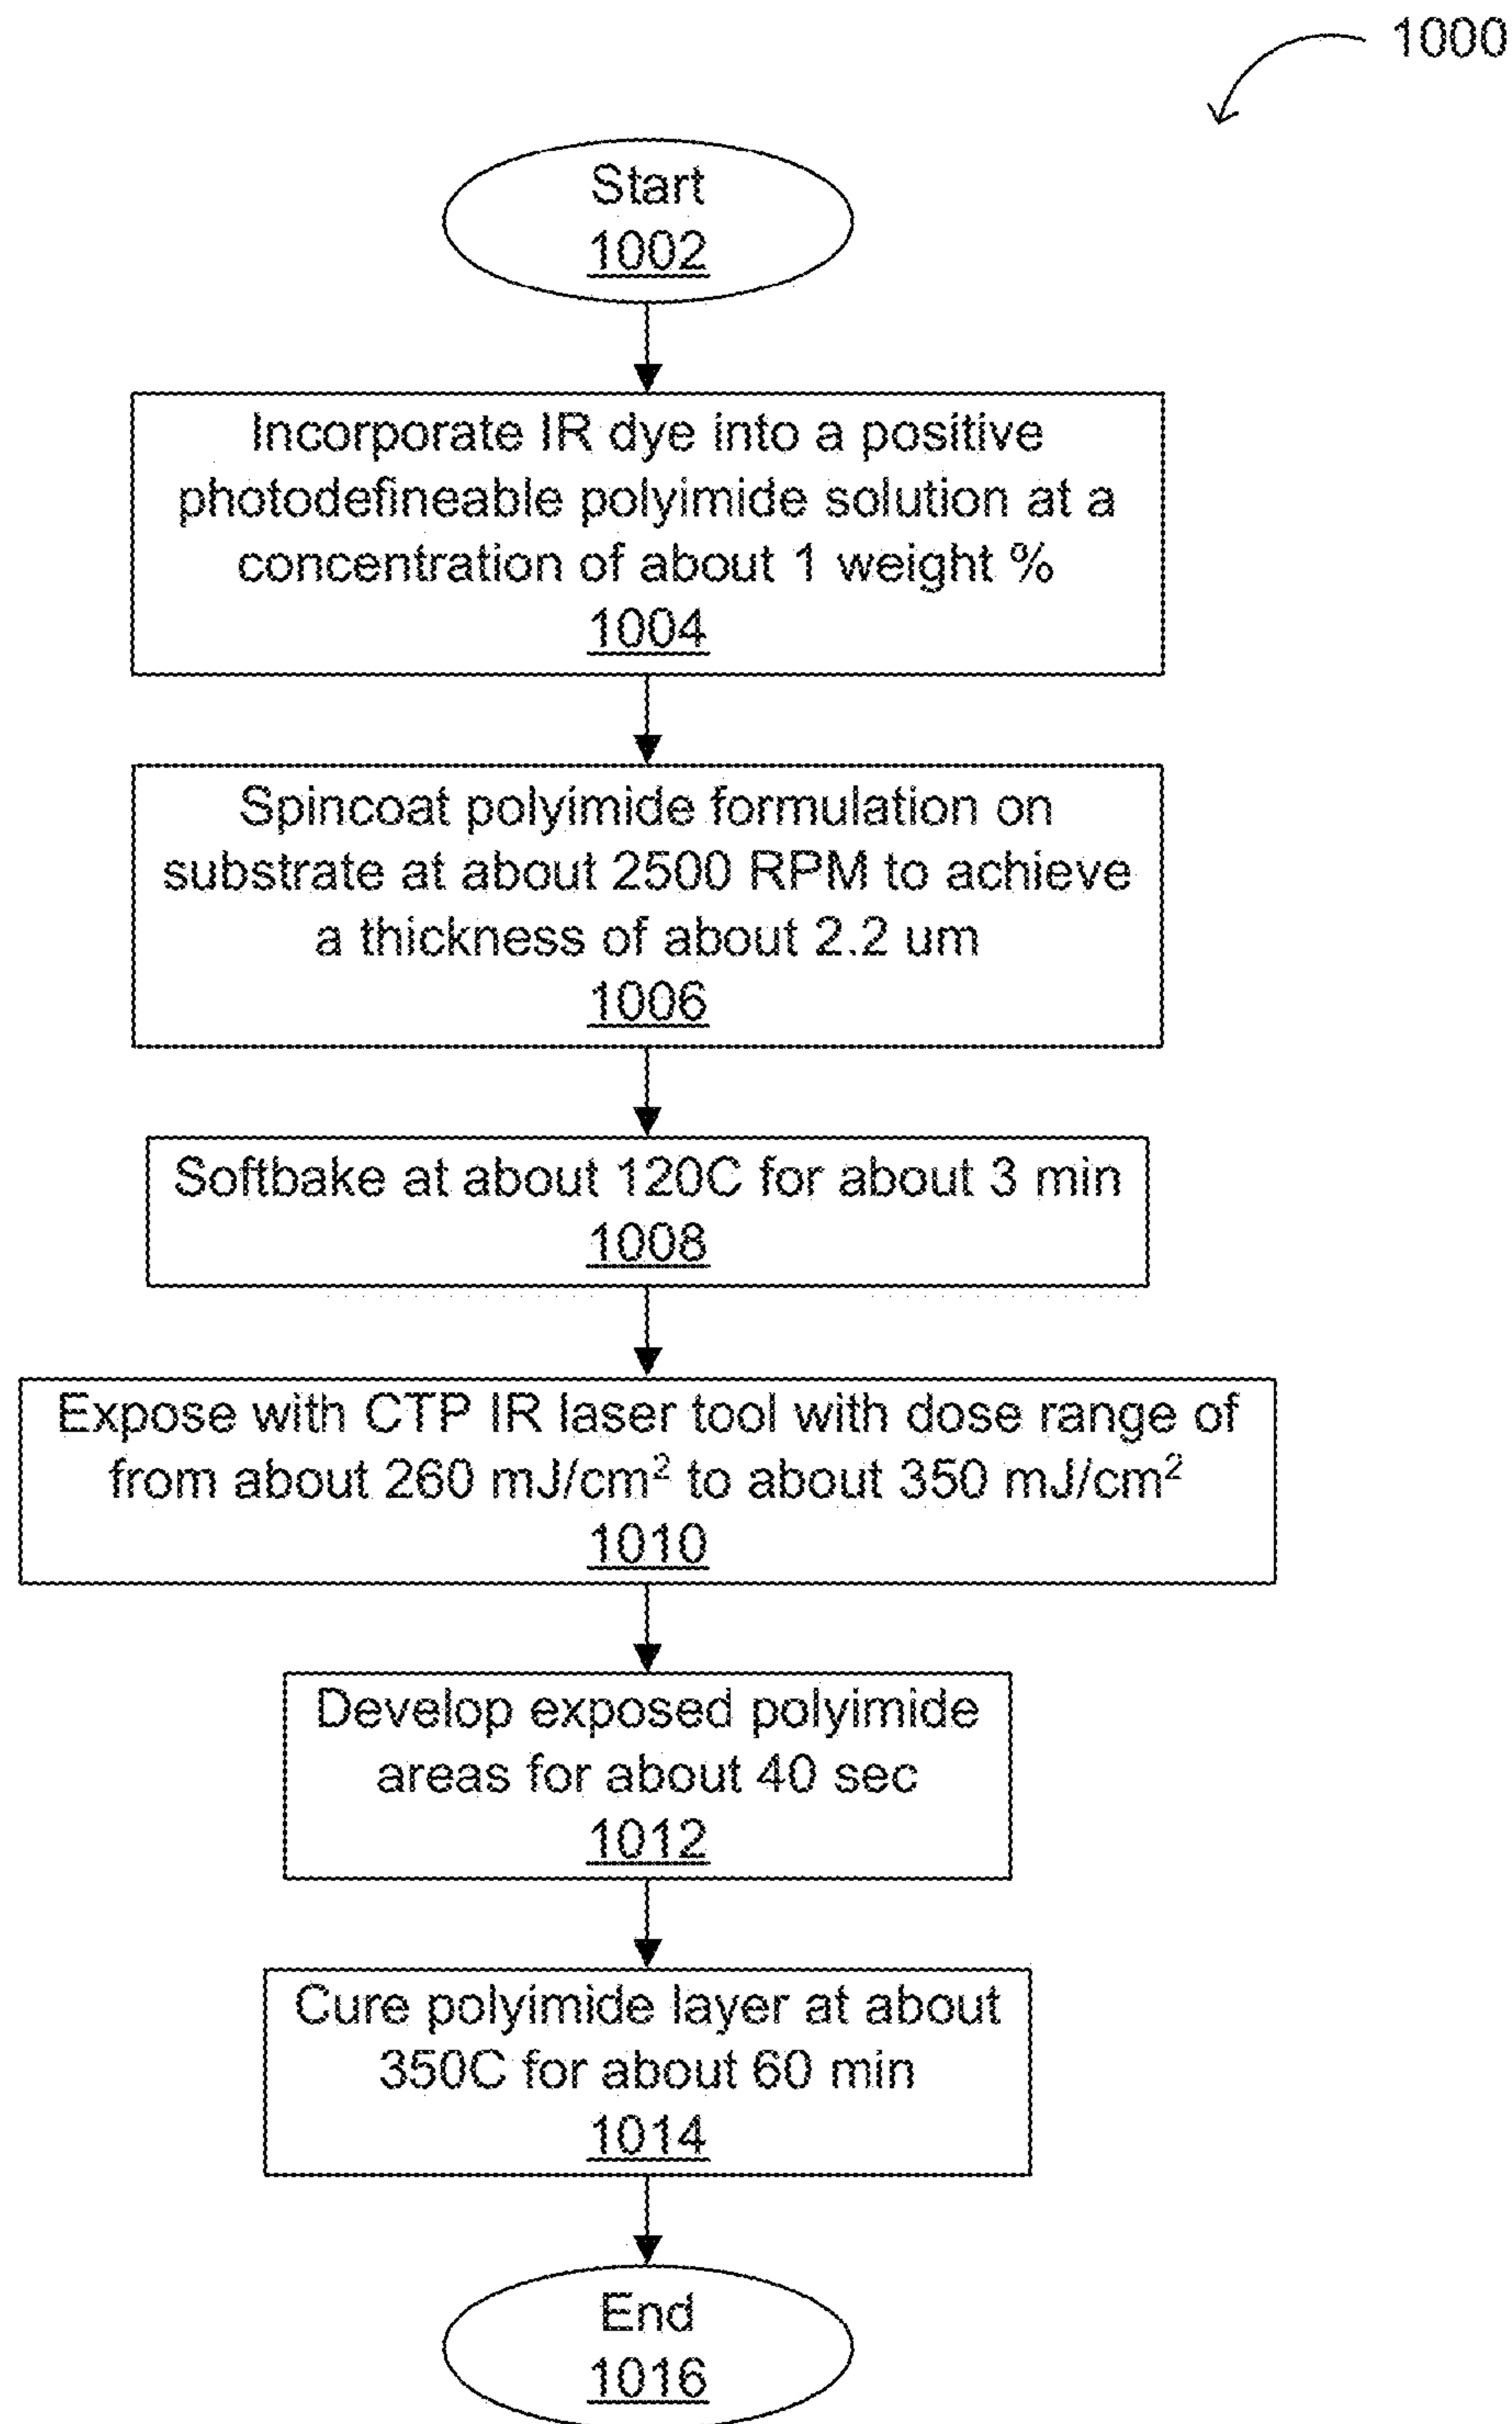 1000
Start
1002
Incorporate IR dye into a positive
photodefineable polyimide solution at a
concentration of about 1 weight %
1004
Spincoat polyimide formulation on
substrate at about 2500 RPM to achieve
a thickness of about 2.2 um
1006
Softbake at about 120C for about 3 min
1008
Expose with CTP IR laser tool with dose range of
from about 260 mJ/cm² to about 350 mJ/cm²
1010
Develop exposed polyimide
areas for about 40 sec
1012
Cure polyimide layer at about
350C for about 60 min
1014
End
1016